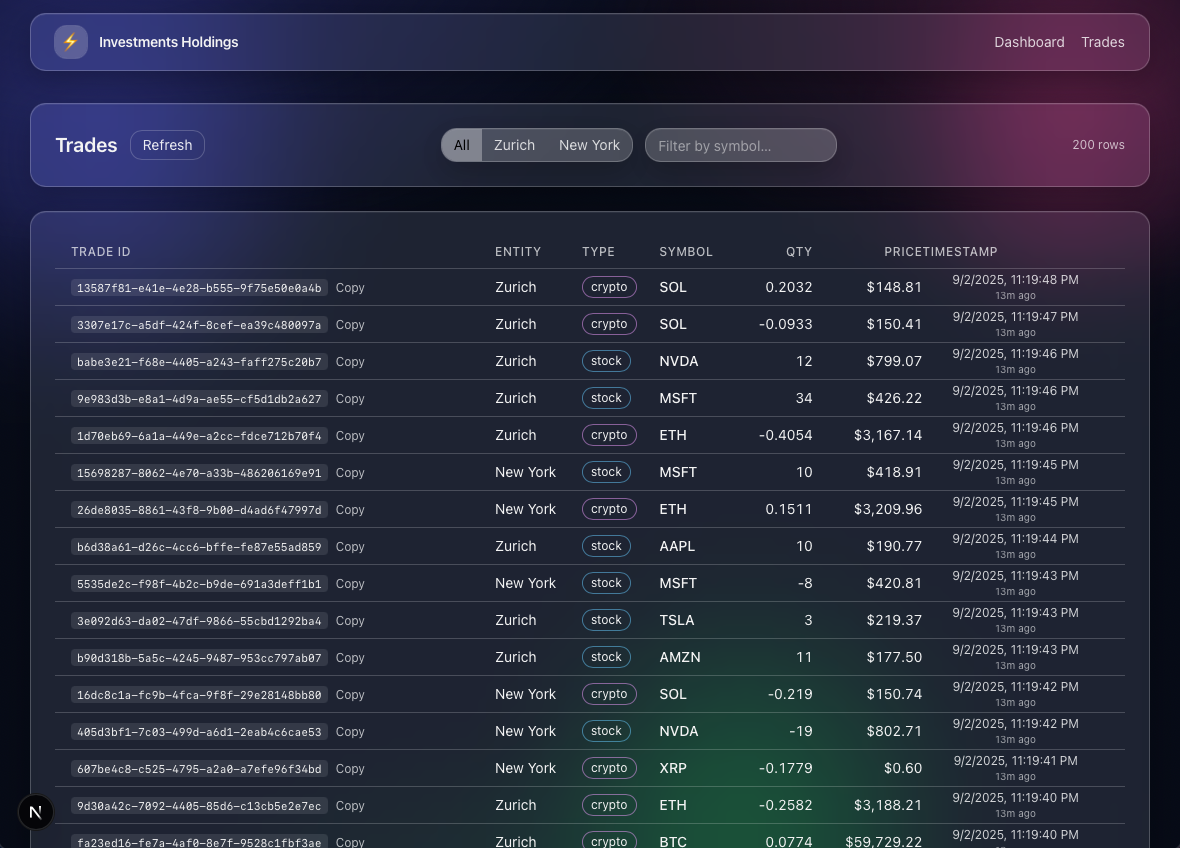 ⚡ Investments Holdings Dashboard Trades
Trades Refresh All Zurich New York Filter by symbol... 200 rows
TRADE ID ENTITY TYPE SYMBOL QTY PRICE TIMESTAMP
13587f81-e41e-4e28-b555-9f75e50e0a4b Copy Zurich crypto SOL 0.2032 $148.81 9/2/2025, 11:19:48 PM
13m ago
3307e17c-a5df-424f-8cef-ea39c480097a Copy Zurich crypto SOL -0.0933 $150.41 9/2/2025, 11:19:47 PM
13m ago
babe3e21-f68e-4405-a243-faff275c20b7 Copy Zurich stock NVDA 12 $799.07 9/2/2025, 11:19:46 PM
13m ago
9e983d3b-e8a1-4d9a-ae55-cf5d1db2a627 Copy Zurich stock MSFT 34 $426.22 9/2/2025, 11:19:46 PM
13m ago
1d70eb69-6a1a-449e-a2cc-fdce712b70f4 Copy Zurich crypto ETH -0.4054 $3,167.14 9/2/2025, 11:19:46 PM
13m ago
15698287-8062-4e70-a33b-486206169e91 Copy New York stock MSFT 10 $418.91 9/2/2025, 11:19:45 PM
13m ago
26de8035-8861-43f8-9b00-d4ad6f47997d Copy New York crypto ETH 0.1511 $3,209.96 9/2/2025, 11:19:45 PM
13m ago
b6d38a61-d26c-4cc6-bffe-fe87e55ad859 Copy Zurich stock AAPL 10 $190.77 9/2/2025, 11:19:44 PM
13m ago
5535de2c-f98f-4b2c-b9de-691a3deff1b1 Copy New York stock MSFT -8 $420.81 9/2/2025, 11:19:43 PM
13m ago
3e092d63-da02-47df-9866-55cbd1292ba4 Copy Zurich stock TSLA 3 $219.37 9/2/2025, 11:19:43 PM
13m ago
b90d318b-5a5c-4245-9487-953cc797ab07 Copy Zurich stock AMZN 11 $177.50 9/2/2025, 11:19:43 PM
13m ago
16dc8c1a-fc9b-4fca-9f8f-29e28148bb80 Copy New York crypto SOL -0.219 $150.74 9/2/2025, 11:19:42 PM
13m ago
405d3bf1-7c03-499d-a6d1-2eab4c6cae53 Copy New York stock NVDA -19 $802.71 9/2/2025, 11:19:42 PM
13m ago
607be4c8-c525-4795-a2a0-a7efe96f34bd Copy New York crypto XRP -0.1779 $0.60 9/2/2025, 11:19:41 PM
13m ago
9d30a42c-7092-4405-85d6-c13cb5e2e7ec Copy Zurich crypto ETH -0.2582 $3,188.21 9/2/2025, 11:19:40 PM
13m ago
fa23ed16-fe7a-4af0-8e7f-9528c1fbf3ae Copy Zurich crypto BTC 0.0774 $59,729.22 9/2/2025, 11:19:40 PM
N